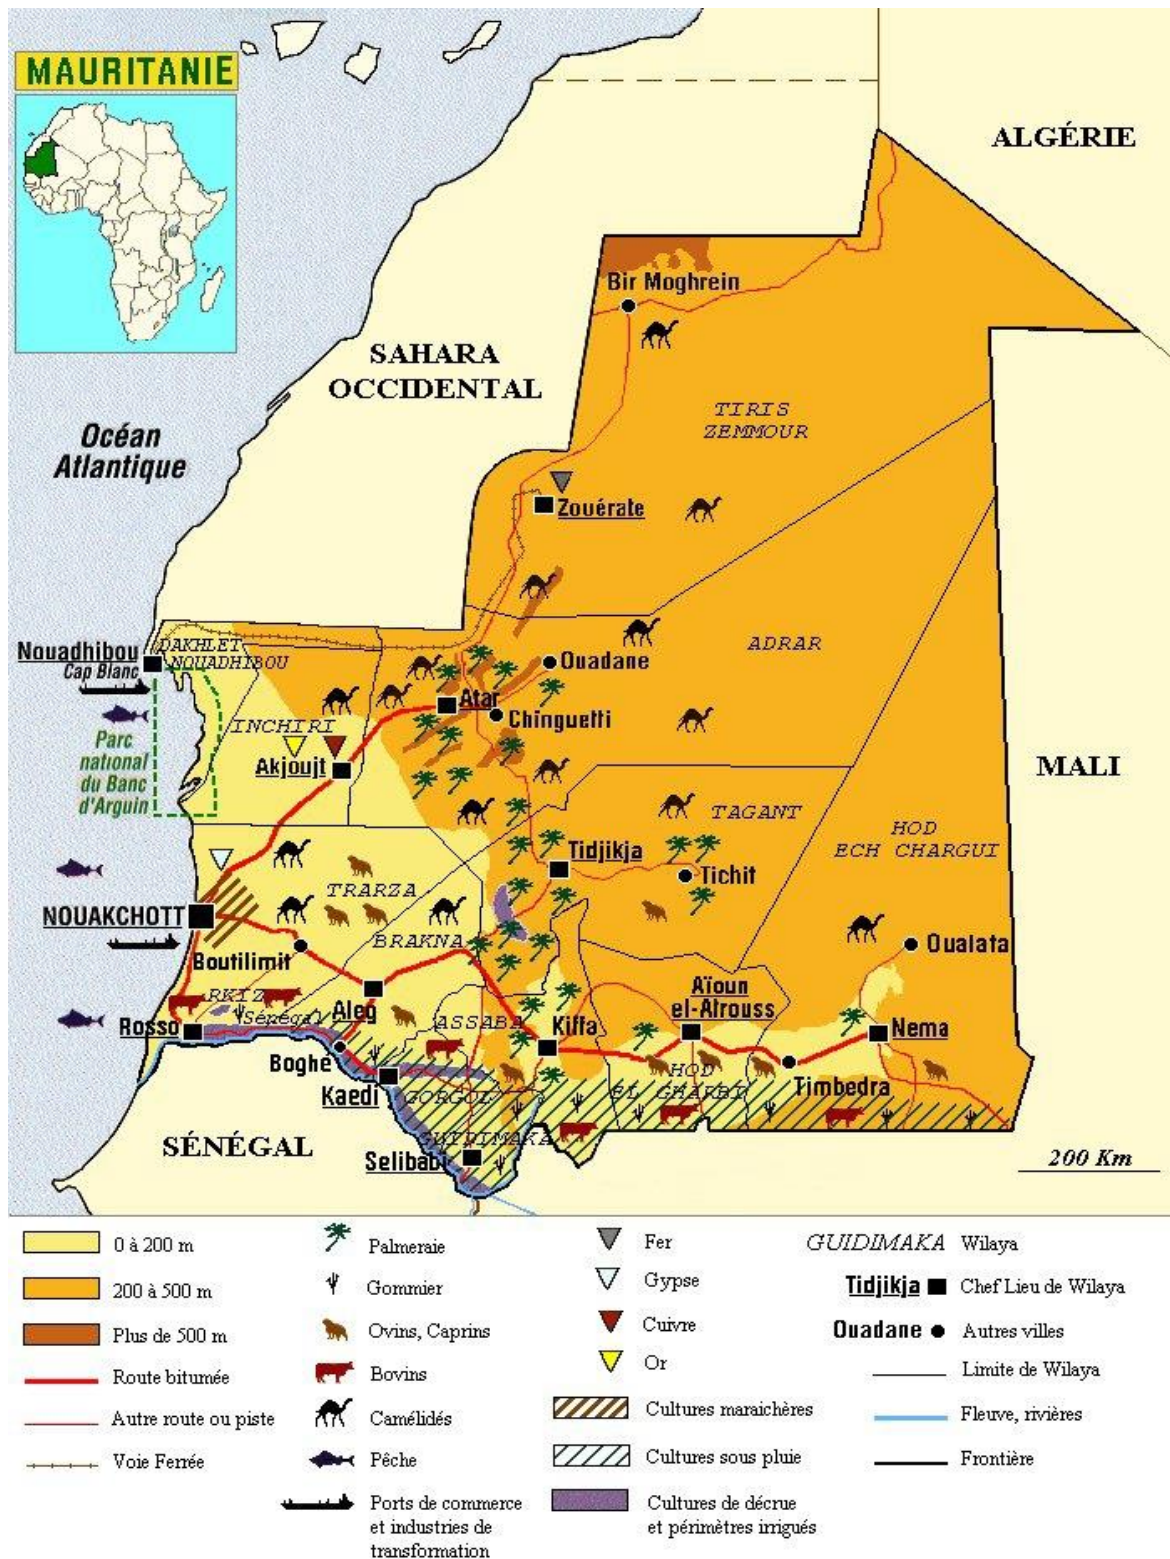 MAURITANIE
ALGÉRIE
Bir Moghrein
SAHARA
OCCIDENTAL
TIRIS
ZEMMOUR
Océan
Atlantique
Zouérate
Nouadhibou
Cap Blanc
DAKHLET
NOUADHIBOU
ADRAR
Ouadane
Atar
Chinguetti
INCHIRI
Akjoujt
Parc
national
du Banc
d'Arguin
MALI
TAGANT
HOD
ECH CHARGUI
Tidjikja
Tichit
TRARZA
NOUAKCHOTT
BRAKNA
Boutilimit
Oualata
Aïoun
el-Atrouss
RKIZ
Sénégal
Aleg
ASSABA
Kiffa
Nema
Rosso
Boghé
HOD
EL GHARBI
Timbedra
Kaedi
GORGOL
SÉNÉGAL
GUIDIMAKA
Selibabi
200 Km
0 à 200 m
200 à 500 m
Plus de 500 m
Route bitumée
Autre route ou piste
Voie Ferrée
Palmeraie
Gommier
Ovins, Caprins
Bovins
Camélidés
Pêche
Ports de commerce
et industries de
transformation
Fer
Gypse
Cuivre
Or
Cultures maraichères
Cultures sous pluie
Cultures de décrue
et périmètres irrigués
GUIDIMAKA Wilaya
Tidjikja Chef Lieu de Wilaya
Ouadane Autres villes
Limite de Wilaya
Fleuve, rivières
Frontière